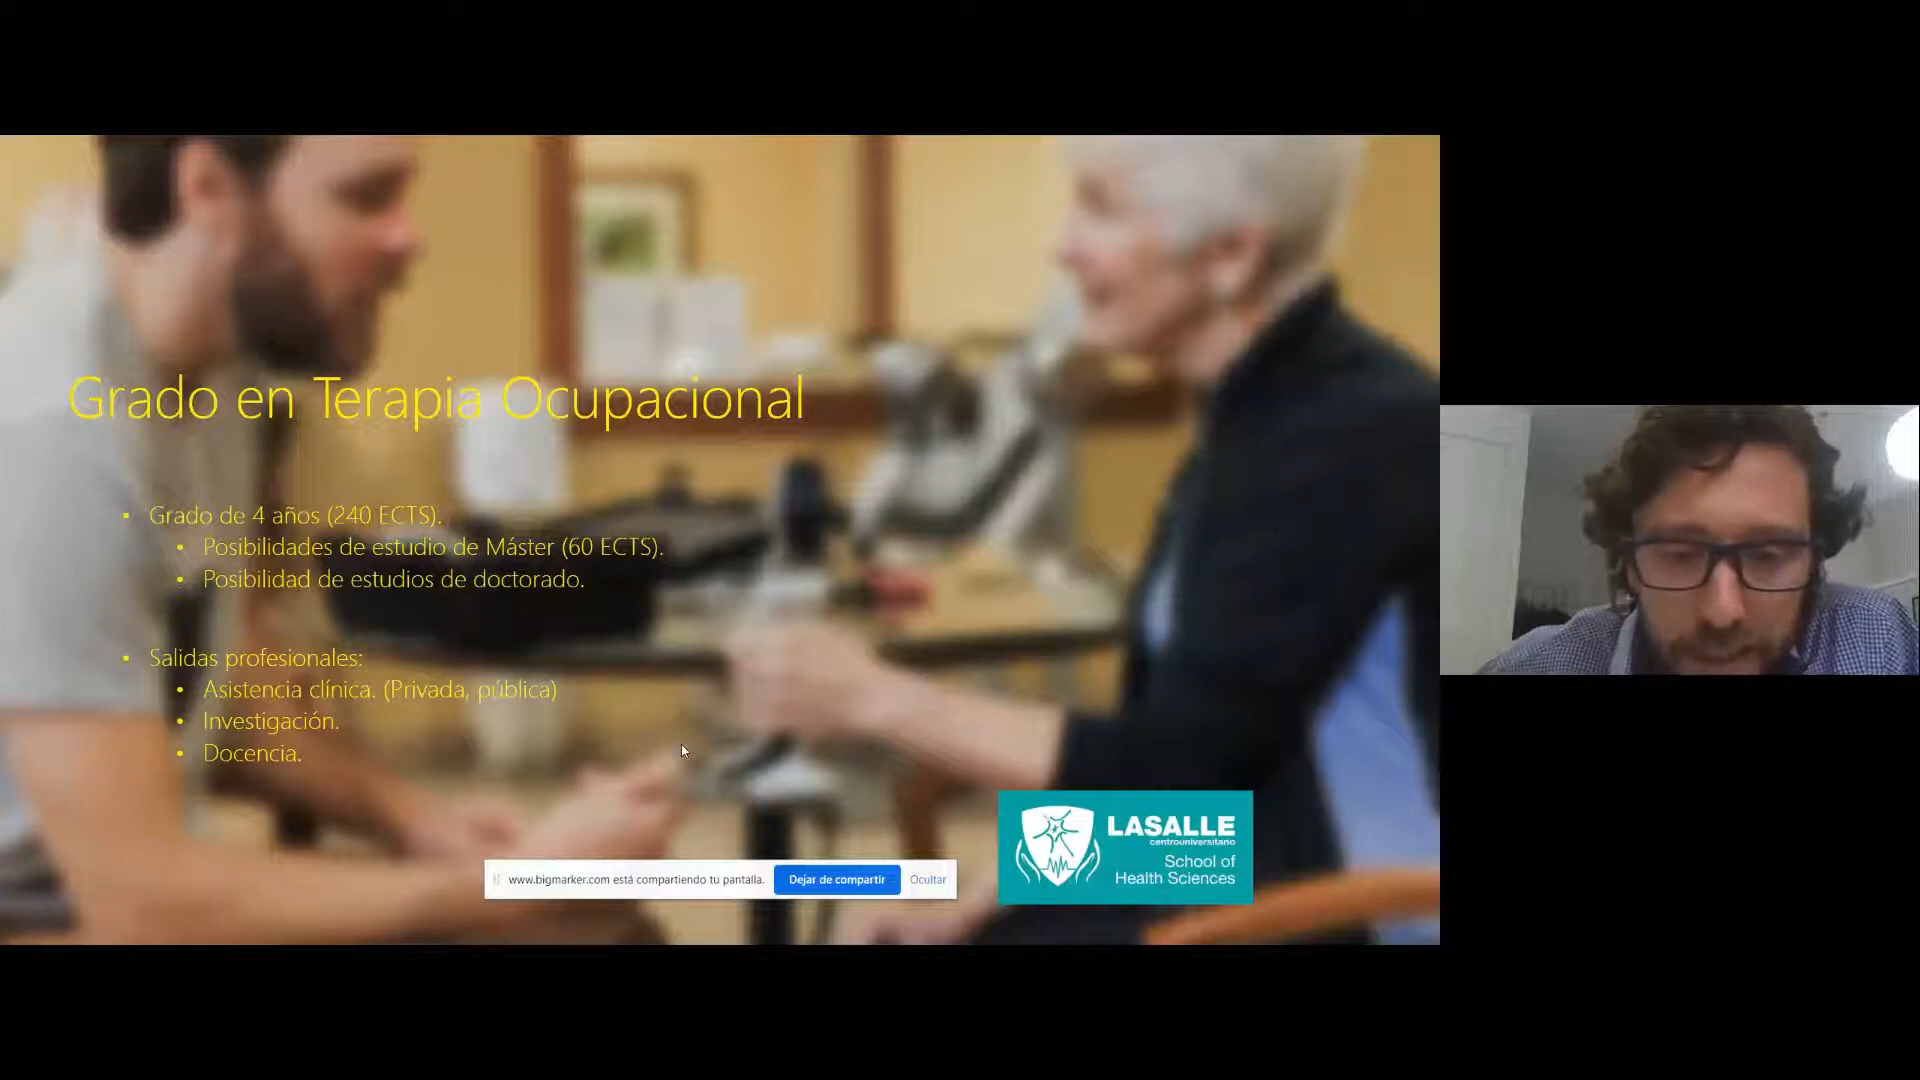 Grado en Terapia Ocupacional
• Grado de 4 años (240 ECTS).
• Posibilidades de estudio de Máster (60 ECTS).
• Posibilidad de estudios de doctorado.
• Salidas profesionales:
• Asistencia clínica. (Privada, pública)
• Investigación.
• Docencia.
www.bigmarker.com está compartiendo tu pantalla.
Dejar de compartir
Ocultar
LASALLE
centrouniversitario
School of
Health Sciences